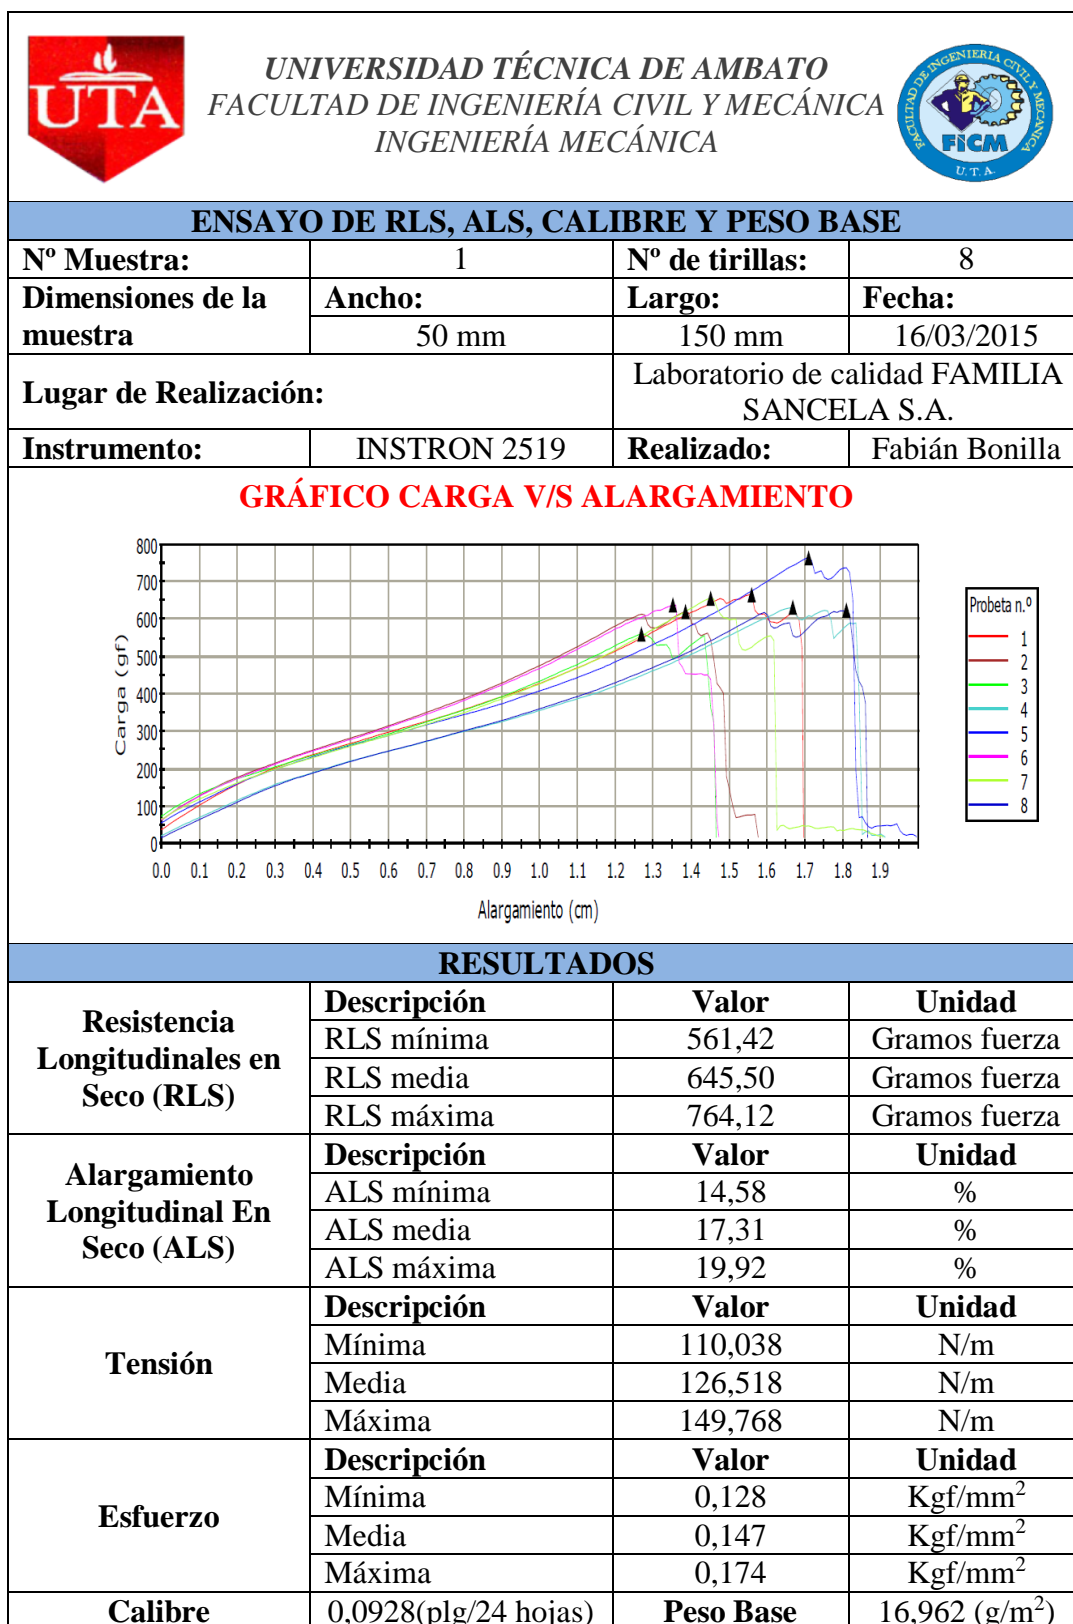 UTA
UNIVERSIDAD TÉCNICA DE AMBATO
FACULTAD DE INGENIERÍA CIVIL Y MECÁNICA
INGENIERÍA MECÁNICA
FACULTAD DE INGENIERIA CIVIL Y MECANICA
FICM
U.T.A.
ENSAYO DE RLS, ALS, CALIBRE Y PESO BASE
Nº Muestra: 1 Nº de tirillas: 8
Dimensiones de la muestra
Ancho: Largo: Fecha:
50 mm 150 mm 16/03/2015
Lugar de Realización: Laboratorio de calidad FAMILIA
SANCELA S.A.
Instrumento: INSTRON 2519 Realizado: Fabián Bonilla
GRÁFICO CARGA V/S ALARGAMIENTO
Carga (gf)
800
700
600
500
400
300
200
100
0
0.0 0.1 0.2 0.3 0.4 0.5 0.6 0.7 0.8 0.9 1.0 1.1 1.2 1.3 1.4 1.5 1.6 1.7 1.8 1.9
Alargamiento (cm)
Probeta n.º
1
2
3
4
5
6
7
8
RESULTADOS
Resistencia
Longitudinales en
Seco (RLS)
Descripción Valor Unidad
RLS mínima 561,42 Gramos fuerza
RLS media 645,50 Gramos fuerza
RLS máxima 764,12 Gramos fuerza
Alargamiento
Longitudinal En
Seco (ALS)
Descripción Valor Unidad
ALS mínima 14,58 %
ALS media 17,31 %
ALS máxima 19,92 %
Tensión
Descripción Valor Unidad
Mínima 110,038 N/m
Media 126,518 N/m
Máxima 149,768 N/m
Esfuerzo
Descripción Valor Unidad
Mínima 0,128 Kgf/mm²
Media 0,147 Kgf/mm²
Máxima 0,174 Kgf/mm²
Calibre 0,0928(plg/24 hojas) Peso Base 16,962 (g/m²)